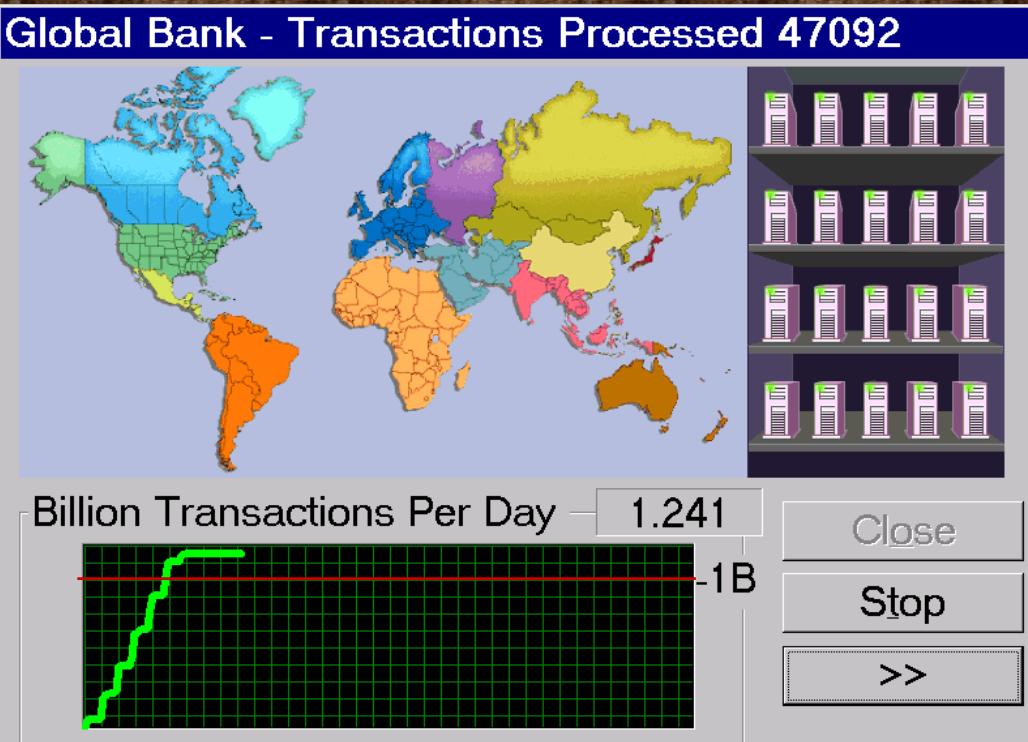 Global Bank - Transactions Processed 47092
Billion Transactions Per Day 1.241
Close
-1B
Stop
>>